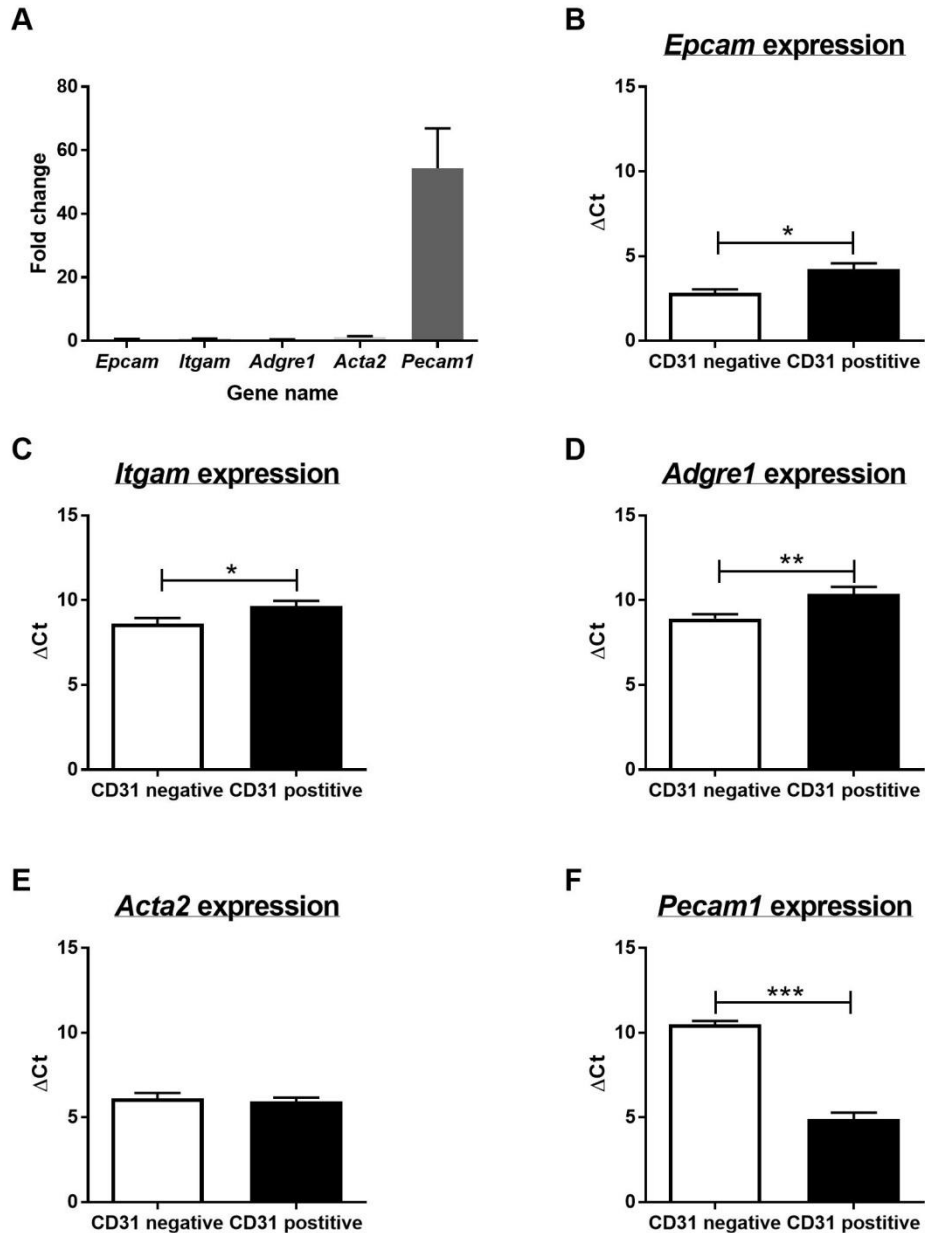 A
Fold change
80
60
40
20
0
Epcam Itgam Adgre1 Acta2 Pecam1
Gene name
B
Epcam expression
ΔCt
15
10
5
0
*
CD31 negative CD31 postitive
C
Itgam expression
ΔCt
15
10
5
0
*
CD31 negative CD31 postitive
D
Adgre1 expression
ΔCt
15
10
5
0
**
CD31 negative CD31 postitive
E
Acta2 expression
ΔCt
15
10
5
0
CD31 negative CD31 postitive
F
Pecam1 expression
ΔCt
15
10
5
0
***
CD31 negative CD31 postitive